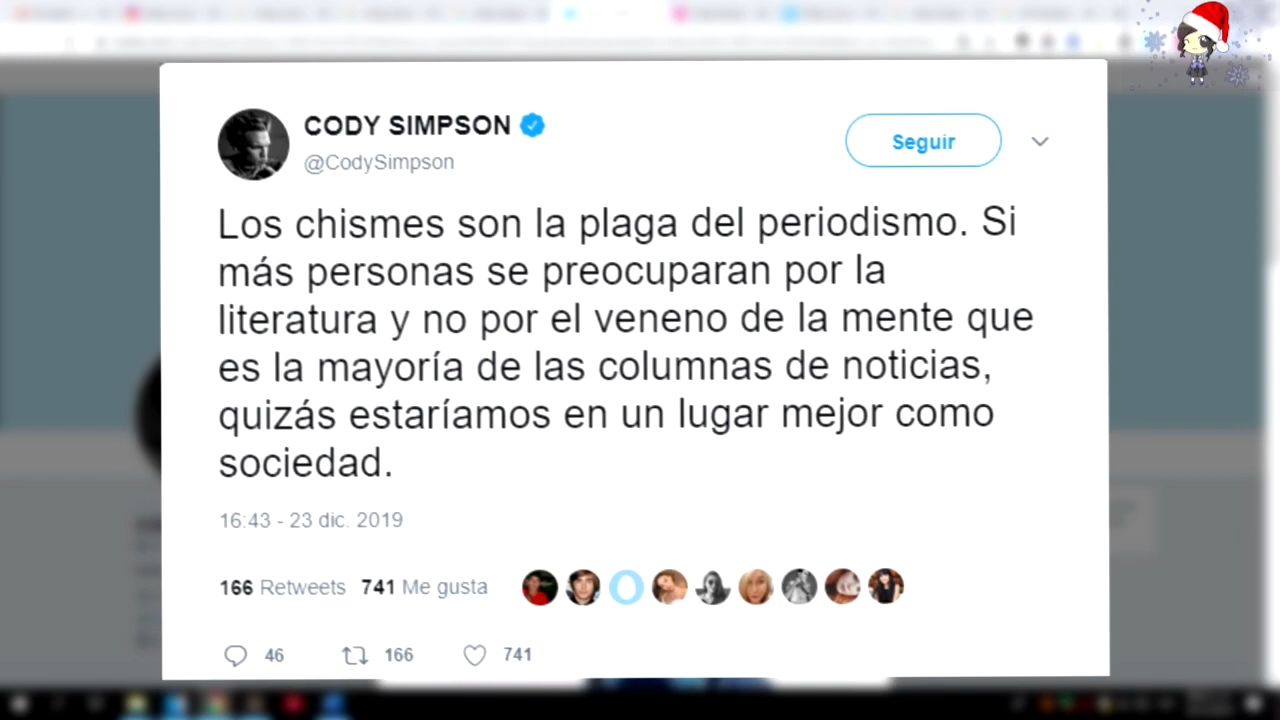 CODY SIMPSON
@CodySimpson
Seguir
Los chismes son la plaga del periodismo. Si
más personas se preocuparan por la
literatura y no por el veneno de la mente que
es la mayoría de las columnas de noticias,
quizás estaríamos en un lugar mejor como
sociedad.
16:43 - 23 dic. 2019
166 Retweets 741 Me gusta
46 166 741